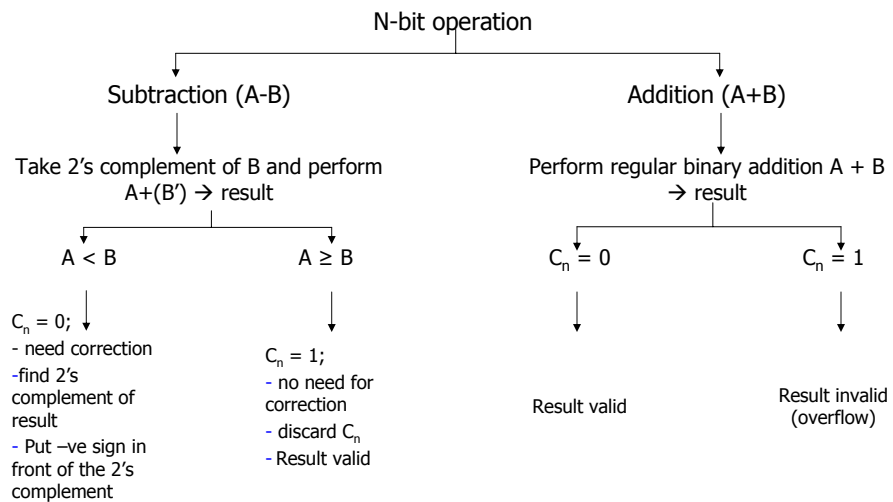 N-bit operation
Subtraction (A-B)
Addition (A+B)
Take 2's complement of B and perform
A+(B') → result
Perform regular binary addition A + B
→ result
A < B
A ≥ B
Cn = 0
Cn = 1
Cn = 0;
- need correction
-find 2's
complement of
result
- Put –ve sign in
front of the 2's
complement
Cn = 1;
- no need for
correction
- discard Cn
- Result valid
Result valid
Result invalid
(overflow)